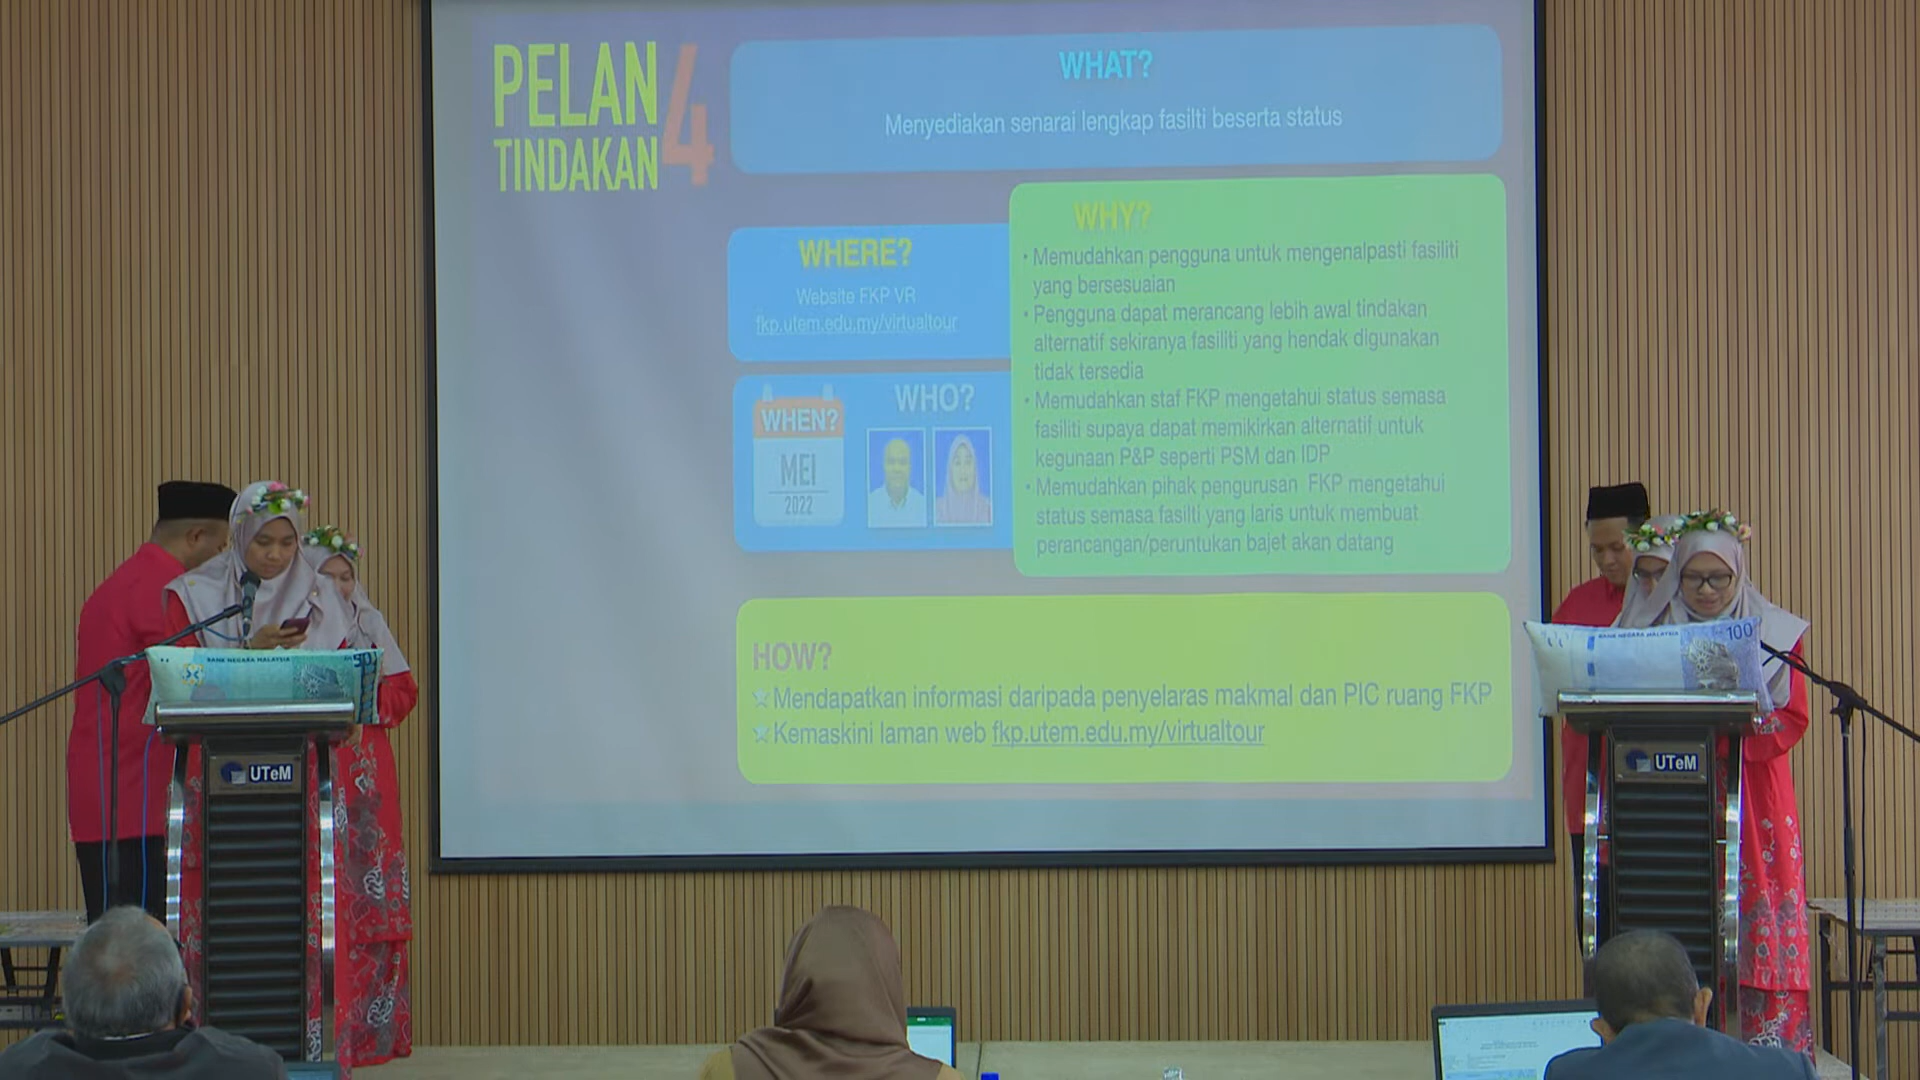 PELAN
TINDAKAN
4
WHAT?
Menyediakan senarai lengkap fasilti beserta status
WHERE?
Website FKP VR
fkp.utem.edu.my/virtualtour
WHEN?
MEI
2022
WHO?
WHY?
• Memudahkan pengguna untuk mengenalpasti fasiliti
yang bersesuaian
• Pengguna dapat merancang lebih awal tindakan
alternatif sekiranya fasiliti yang hendak digunakan
tidak tersedia
• Memudahkan staf FKP mengetahui status semasa
fasiliti supaya dapat memikirkan alternatif untuk
kegunaan P&P seperti PSM dan IDP
• Memudahkan pihak pengurusan FKP mengetahui
status semasa fasilti yang laris untuk membuat
perancangan/peruntukan bajet akan datang
HOW?
Mendapatkan informasi daripada penyelaras makmal dan PIC ruang FKP
Kemaskini laman web fkp.utem.edu.my/virtualtour
BANK NEGARA MALAYSIA
50
UTeM
BANK NEGARA MALAYSIA
100
UTeM